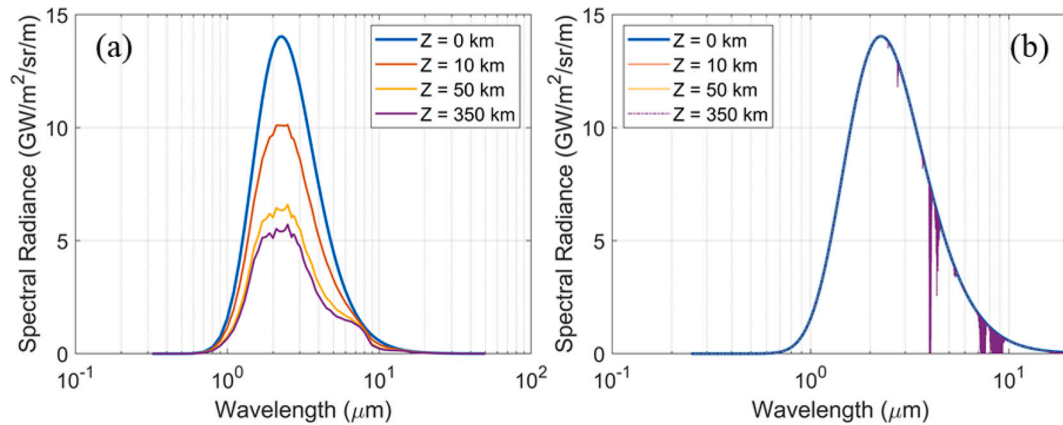 (a)
Z = 0 km
Z = 10 km
Z = 50 km
Z = 350 km
15
10
5
0
Spectral Radiance (GW/m²/sr/m)
10⁻¹
10⁰
10¹
10²
Wavelength (μm)
(b)
Z = 0 km
Z = 10 km
Z = 50 km
Z = 350 km
15
10
5
0
Spectral Radiance (GW/m²/sr/m)
10⁻¹
10⁰
10¹
Wavelength (μm)